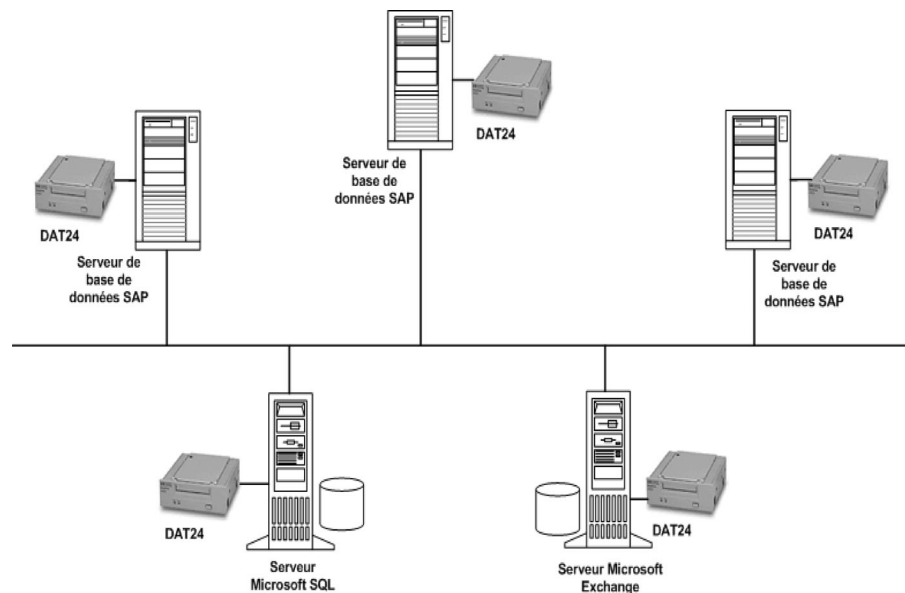 DAT24
Serveur de
base de
données SAP
DAT24
Serveur de
base de
données SAP
DAT24
Serveur de
base de
données SAP
DAT24
Serveur
Microsoft SQL
DAT24
Serveur Microsoft
Exchange